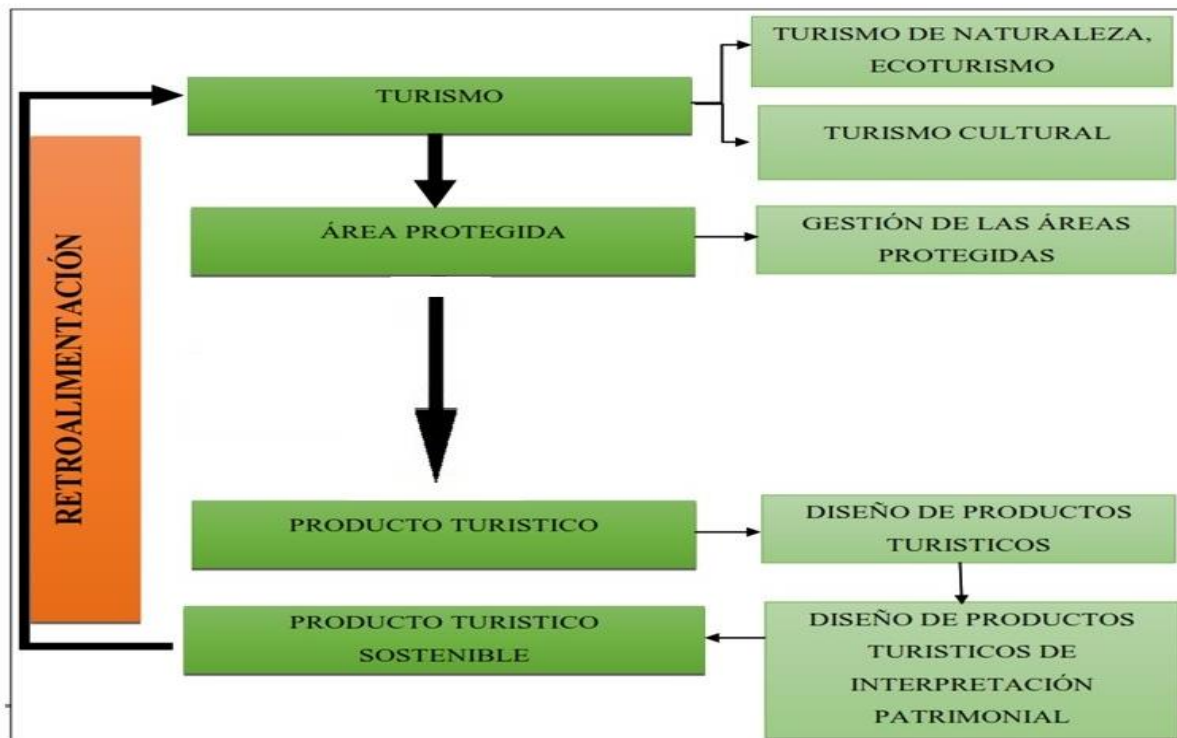 TURISMO DE NATURALEZA,
ECOTURISMO
TURISMO
TURISMO CULTURAL
ÁREA PROTEGIDA
GESTIÓN DE LAS ÁREAS
PROTEGIDAS
RETROALIMENTACIÓN
PRODUCTO TURISTICO
DISEÑO DE PRODUCTOS
TURISTICOS
PRODUCTO TURISTICO
SOSTENIBLE
DISEÑO DE PRODUCTOS
TURISTICOS DE
INTERPRETACIÓN
PATRIMONIAL